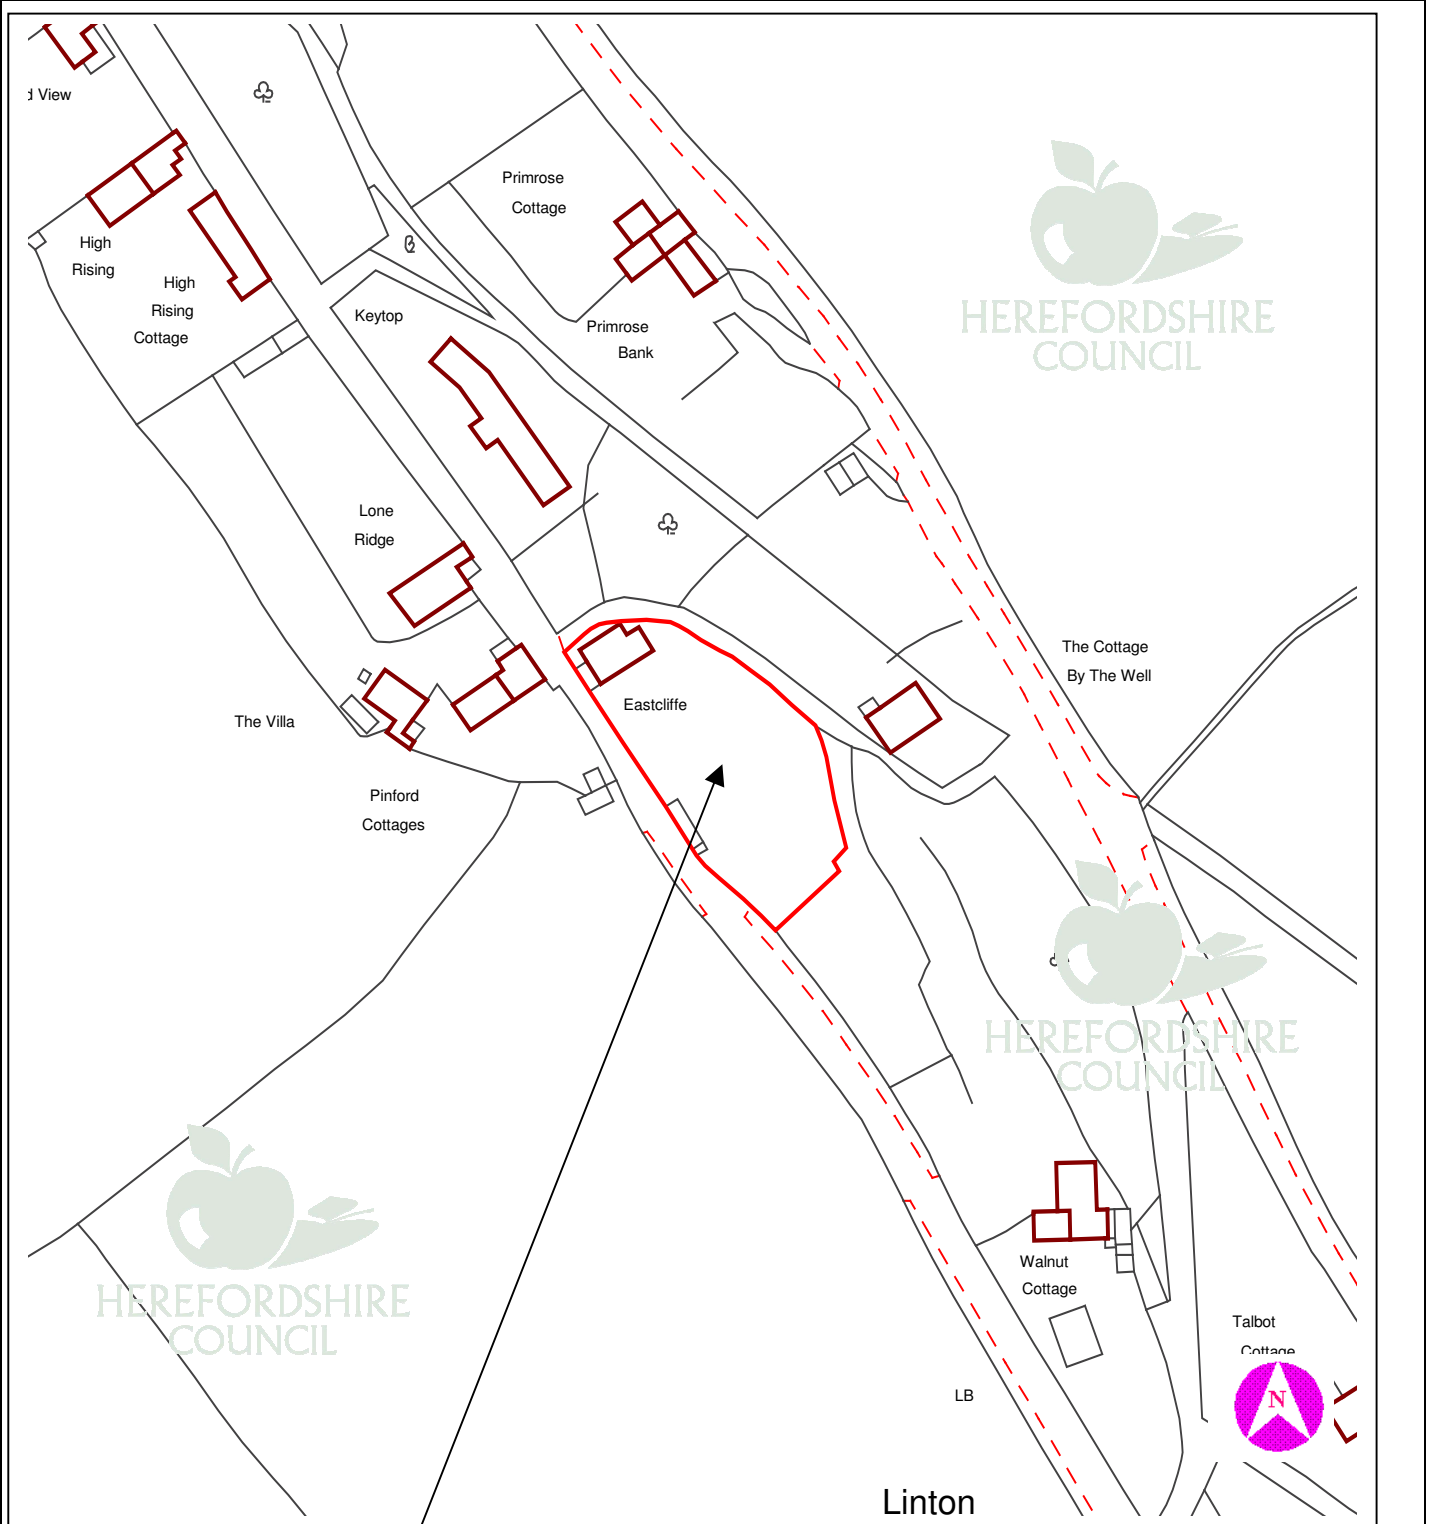 d View
Primrose
Cottage
High
Rising
High
Rising
Cottage
HEREFORDSHIRE
COUNCIL
Keytop
Primrose
Bank
Lone
Ridge
The Cottage
By The Well
Eastcliffe
The Villa
Pinford
Cottages
HEREFORDSHIRE
COUNCIL
HEREFORDSHIRE
COUNCIL
Walnut
Cottage
Talbot
Cottage
LB
N
Linton